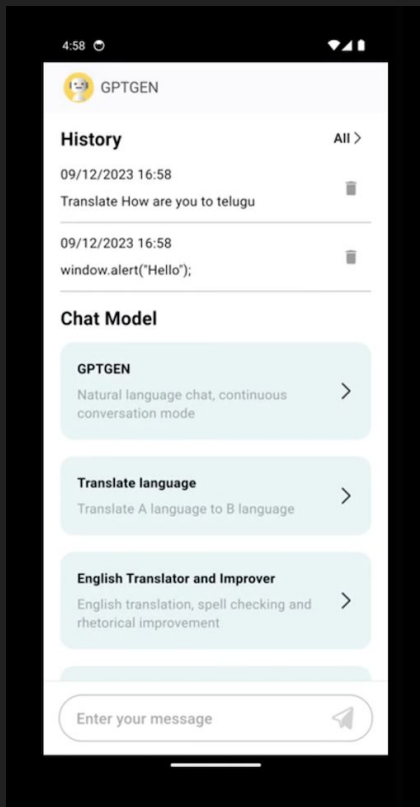 4:58
GPTGEN
History
All
09/12/2023 16:58
Translate How are you to telugu
09/12/2023 16:58
window.alert("Hello");
Chat Model
GPTGEN
Natural language chat, continuous
conversation mode
Translate language
Translate A language to B language
English Translator and Improver
English translation, spell checking and
rhetorical improvement
Enter your message